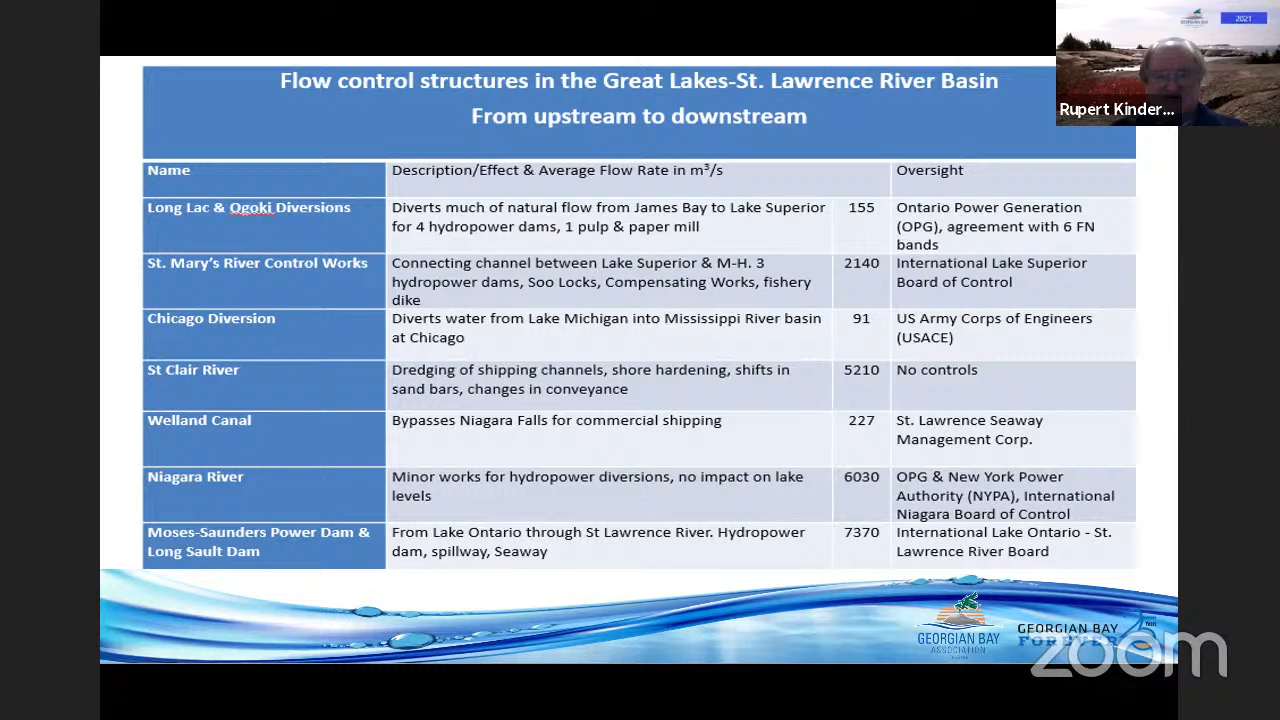 GEORGIAN BAY
2021
Rupert Kinder...
Flow control structures in the Great Lakes-St. Lawrence River Basin
From upstream to downstream
Name
Description/Effect & Average Flow Rate in m³/s
Oversight
Long Lac & Ogoki Diversions
Diverts much of natural flow from James Bay to Lake Superior
for 4 hydropower dams, 1 pulp & paper mill
155
Ontario Power Generation
(OPG), agreement with 6 FN
bands
St. Mary's River Control Works
Connecting channel between Lake Superior & M-H. 3
hydropower dams, Soo Locks, Compensating Works, fishery
dike
2140
International Lake Superior
Board of Control
Chicago Diversion
Diverts water from Lake Michigan into Mississippi River basin
at Chicago
91
US Army Corps of Engineers
(USACE)
St Clair River
Dredging of shipping channels, shore hardening, shifts in
sand bars, changes in conveyance
5210
No controls
Welland Canal
Bypasses Niagara Falls for commercial shipping
227
St. Lawrence Seaway
Management Corp.
Niagara River
Minor works for hydropower diversions, no impact on lake
levels
6030
OPG & New York Power
Authority (NYPA), International
Niagara Board of Control
Moses-Saunders Power Dam &
Long Sault Dam
From Lake Ontario through St Lawrence River. Hydropower
dam, spillway, Seaway
7370
International Lake Ontario - St.
Lawrence River Board
GEORGIAN BAY
ASSOCIATION
GEORGIAN BAY
FOREVER
Years
zoom